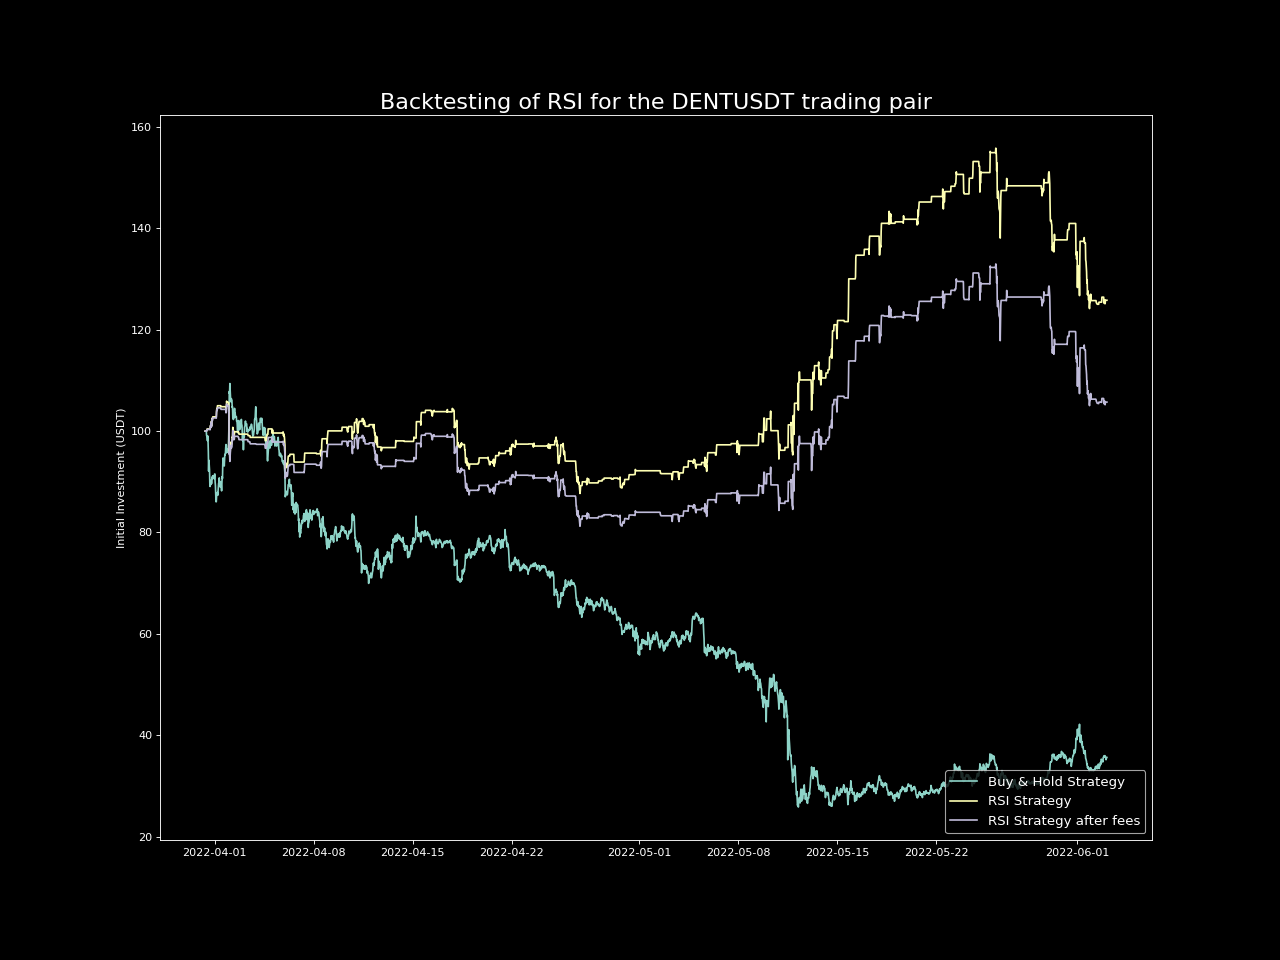 Backtesting of RSI for the DENTUSDT trading pair
160
140
120
100
80
60
40
20
Initial Investment (USDT)
Buy & Hold Strategy
RSI Strategy
RSI Strategy after fees
2022-04-01 2022-04-08 2022-04-15 2022-04-22 2022-05-01 2022-05-08 2022-05-15 2022-05-22 2022-06-01